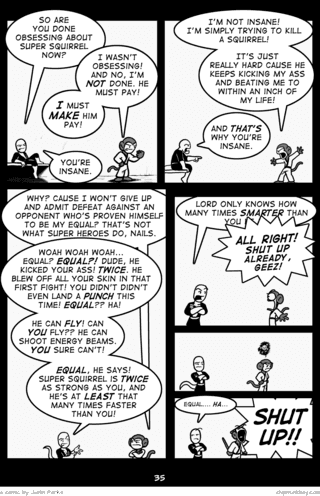 SO ARE
YOU DONE
OBSESSING ABOUT
SUPER SQUIRREL
NOW?
I WASN'T
OBSESSING!
AND NO, I'M
NOT DONE. HE
MUST PAY!
I MUST
MAKE HIM
PAY!
YOU'RE
INSANE.
I'M NOT INSANE!
I'M SIMPLY TRYING TO KILL
A SQUIRREL!
IT'S JUST
REALLY HARD CAUSE HE
KEEPS KICKING MY ASS
AND BEATING ME TO
WITHIN AN INCH OF
MY LIFE!
AND THAT'S
WHY YOU'RE
INSANE.
WHY? CAUSE I WON'T GIVE UP
AND ADMIT DEFEAT AGAINST AN
OPPONENT WHO'S PROVEN HIMSELF
TO BE MY EQUAL? THAT'S NOT
WHAT SUPER HEROES DO, NAILS.
WOAH WOAH WOAH...
EQUAL? EQUAL?! DUDE, HE
KICKED YOUR ASS! TWICE. HE
BLEW OFF ALL YOUR SKIN IN THAT
FIRST FIGHT! YOU DIDN'T DIDN'T
EVEN LAND A PUNCH THIS
TIME! EQUAL?? HA!
HE CAN FLY! CAN
YOU FLY?? HE CAN
SHOOT ENERGY BEAMS.
YOU SURE CAN'T!
EQUAL, HE SAYS!
SUPER SQUIRREL IS TWICE
AS STRONG AS YOU, AND
HE'S AT LEAST THAT
MANY TIMES FASTER
THAN YOU!
LORD ONLY KNOWS HOW
MANY TIMES SMARTER THAN
YOU
ALL RIGHT!
SHUT UP
ALREADY,
GEEZ!
EQUAL.... HA...
SHUT
UP!!
35
a comic by Justin Parks